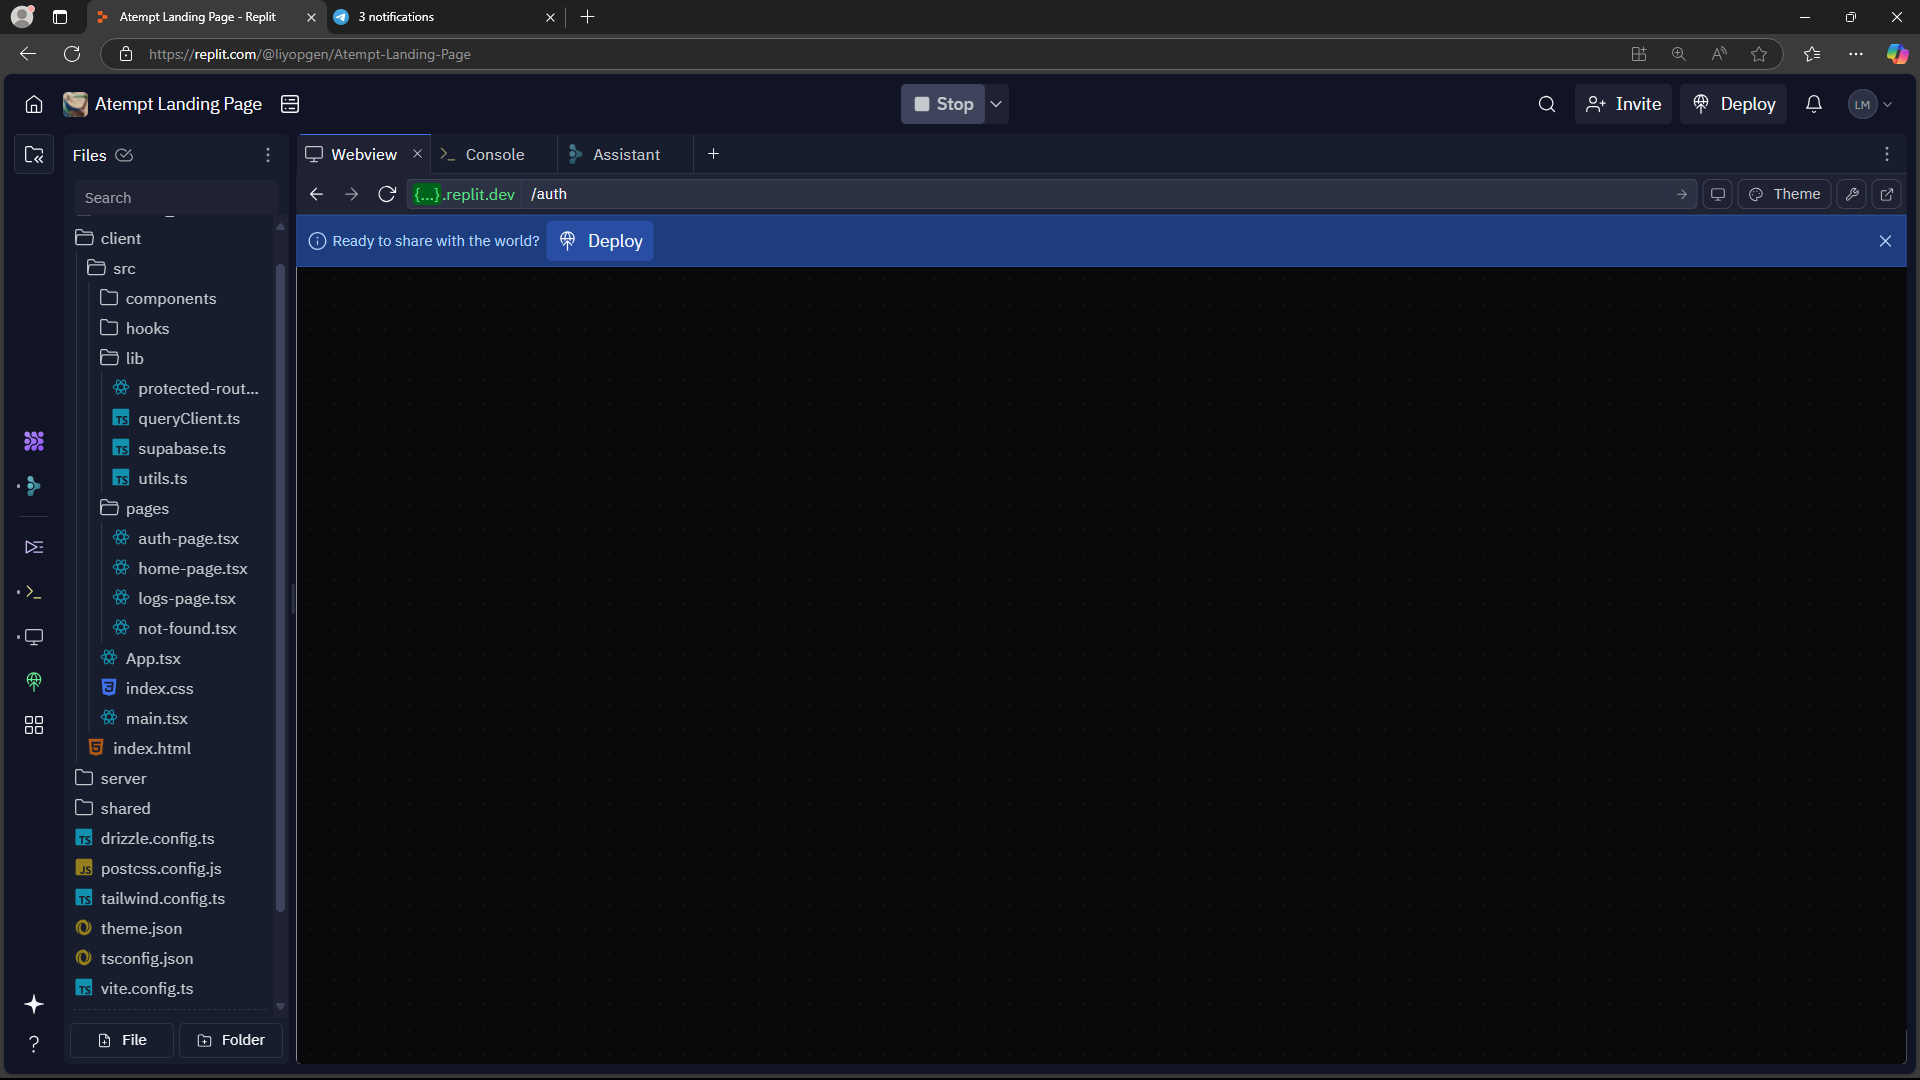 Atempt Landing Page - Replit
3 notifications
https://replit.com/@liyopgen/Atempt-Landing-Page
Atempt Landing Page
Stop
Invite
Deploy
LM
Files
Webview
Console
Assistant
Search
{...}.replit.dev
/auth
Theme
Ready to share with the world?
Deploy
client
src
components
hooks
lib
protected-rout...
queryClient.ts
supabase.ts
utils.ts
pages
auth-page.tsx
home-page.tsx
logs-page.tsx
not-found.tsx
App.tsx
index.css
main.tsx
index.html
server
shared
drizzle.config.ts
postcss.config.js
tailwind.config.ts
theme.json
tsconfig.json
vite.config.ts
File
Folder